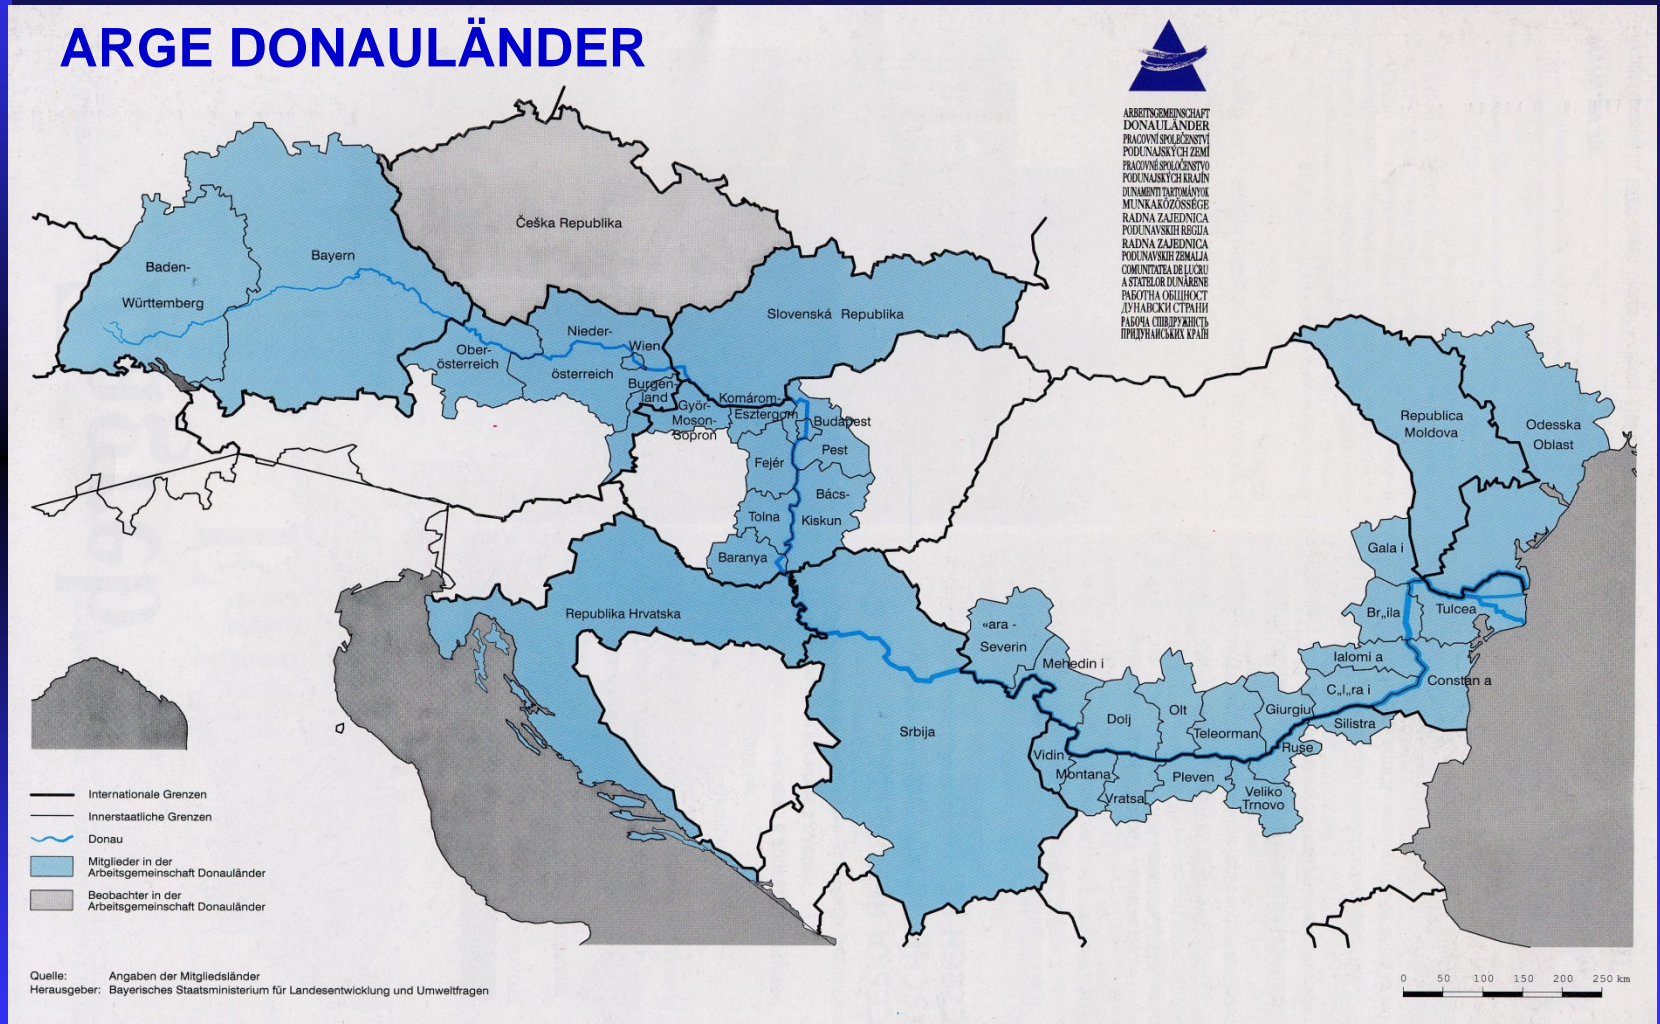 ARGE DONAULÄNDER
ARBEITSGEMEINSCHAFT
DONAULÄNDER
PRACOVNÍ SPOLEČENSTVÍ
PODUNAJSKÝCH ZEMÍ
PRACOVNÉ SPOLOČENSTVO
PODUNAJSKÝCH KRAJÍN
DUNAMENTI TARTOMÁNYOK
MUNKAKÖZÖSSÉGE
RADNA ZAJEDNICA
PODUNAVSKIH REGIJA
RADNA ZAJEDNICA
PODUNAVSKIH ZEMALJA
COMUNITATEA DE LUCRU
A STATELOR DUNĂRENE
РАБОТНА ОБЩНОСТ
ДУНАВСКИ СТРАНИ
РАБОЧА СПІВДРУЖНІСТЬ
ПРИДУНАЙСЬКИХ КРАЇН
Češka Republika
Bayern
Baden-
Württemberg
Slovenská Republika
Nieder-
österreich
Wien
Ober-
österreich
Burgen-
land
Györ-
Moson-
Sopron
Komárom-
Esztergom
Budapest
Pest
Fejér
Bács-
Kiskun
Tolna
Baranya
Republika Hrvatska
Srbija
Republica
Moldova
Odesska
Oblast
Gala i
Br„ila
Tulcea
Ialomi a
C„l„ra i
Constan a
«ara -
Severin
Mehedin i
Dolj
Olt
Teleorman
Giurgiu
Silistra
Ruse
Vidin
Montana
Vratsa
Pleven
Veliko
Trnovo
Internationale Grenzen
Innerstaatliche Grenzen
Donau
Mitglieder in der
Arbeitsgemeinschaft Donauländer
Beobachter in der
Arbeitsgemeinschaft Donauländer
Quelle: Angaben der Mitgliedsländer
Herausgeber: Bayerisches Staatsministerium für Landesentwicklung und Umweltfragen
0 50 100 150 200 250 km